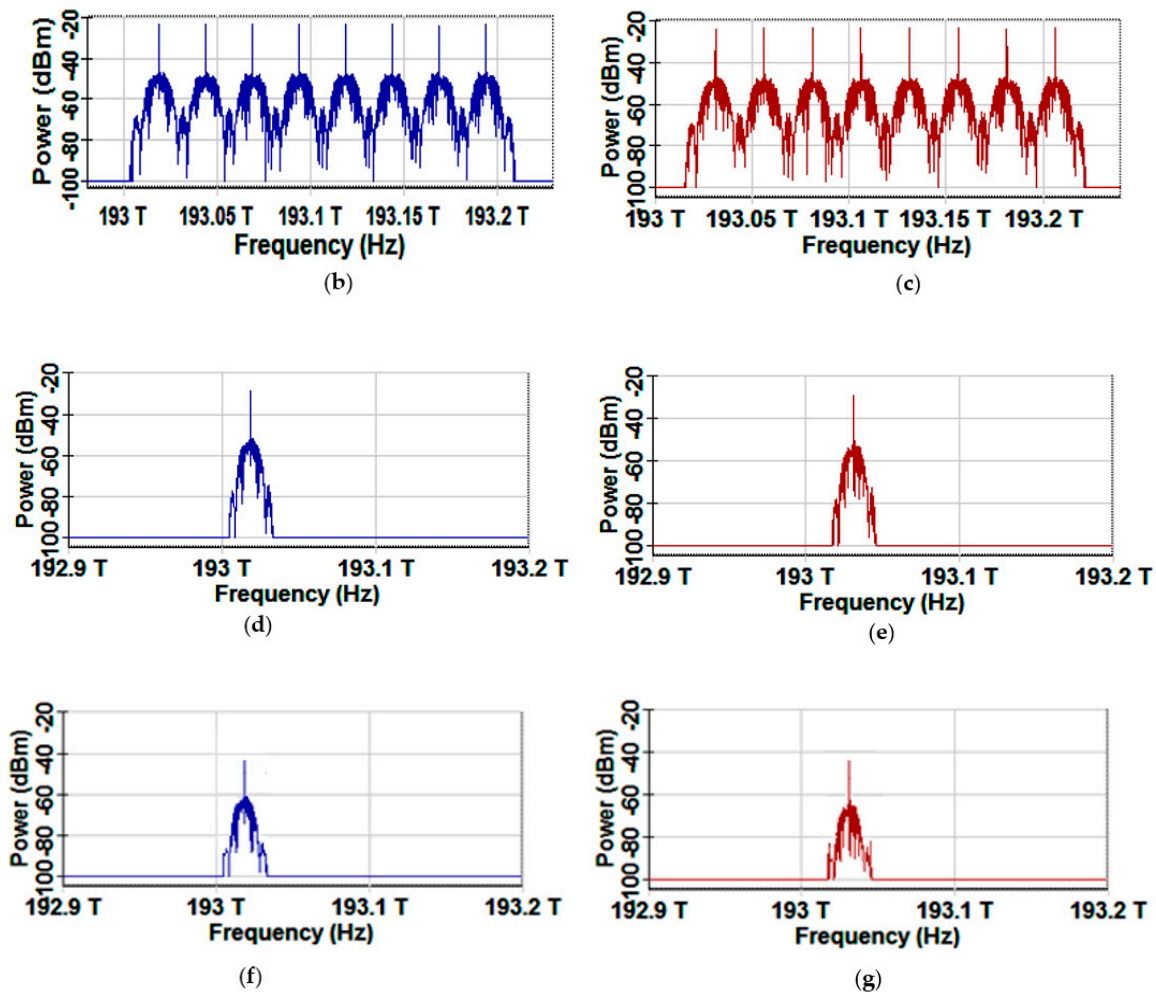 Power (dBm)
-20
-40
-60
-80
-100
193 T 193.05 T 193.1 T 193.15 T 193.2 T
Frequency (Hz)
(b)
Power (dBm)
-20
-40
-60
-80
-100
193 T 193.05 T 193.1 T 193.15 T 193.2 T
Frequency (Hz)
(c)
Power (dBm)
-20
-40
-60
-80
-100
192.9 T 193 T 193.1 T 193.2 T
Frequency (Hz)
(d)
Power (dBm)
-20
-40
-60
-80
-100
192.9 T 193 T 193.1 T 193.2 T
Frequency (Hz)
(e)
Power (dBm)
-20
-40
-60
-80
-100
192.9 T 193 T 193.1 T 193.2 T
Frequency (Hz)
(f)
Power (dBm)
-20
-40
-60
-80
-100
192.9 T 193 T 193.1 T 193.2 T
Frequency (Hz)
(g)